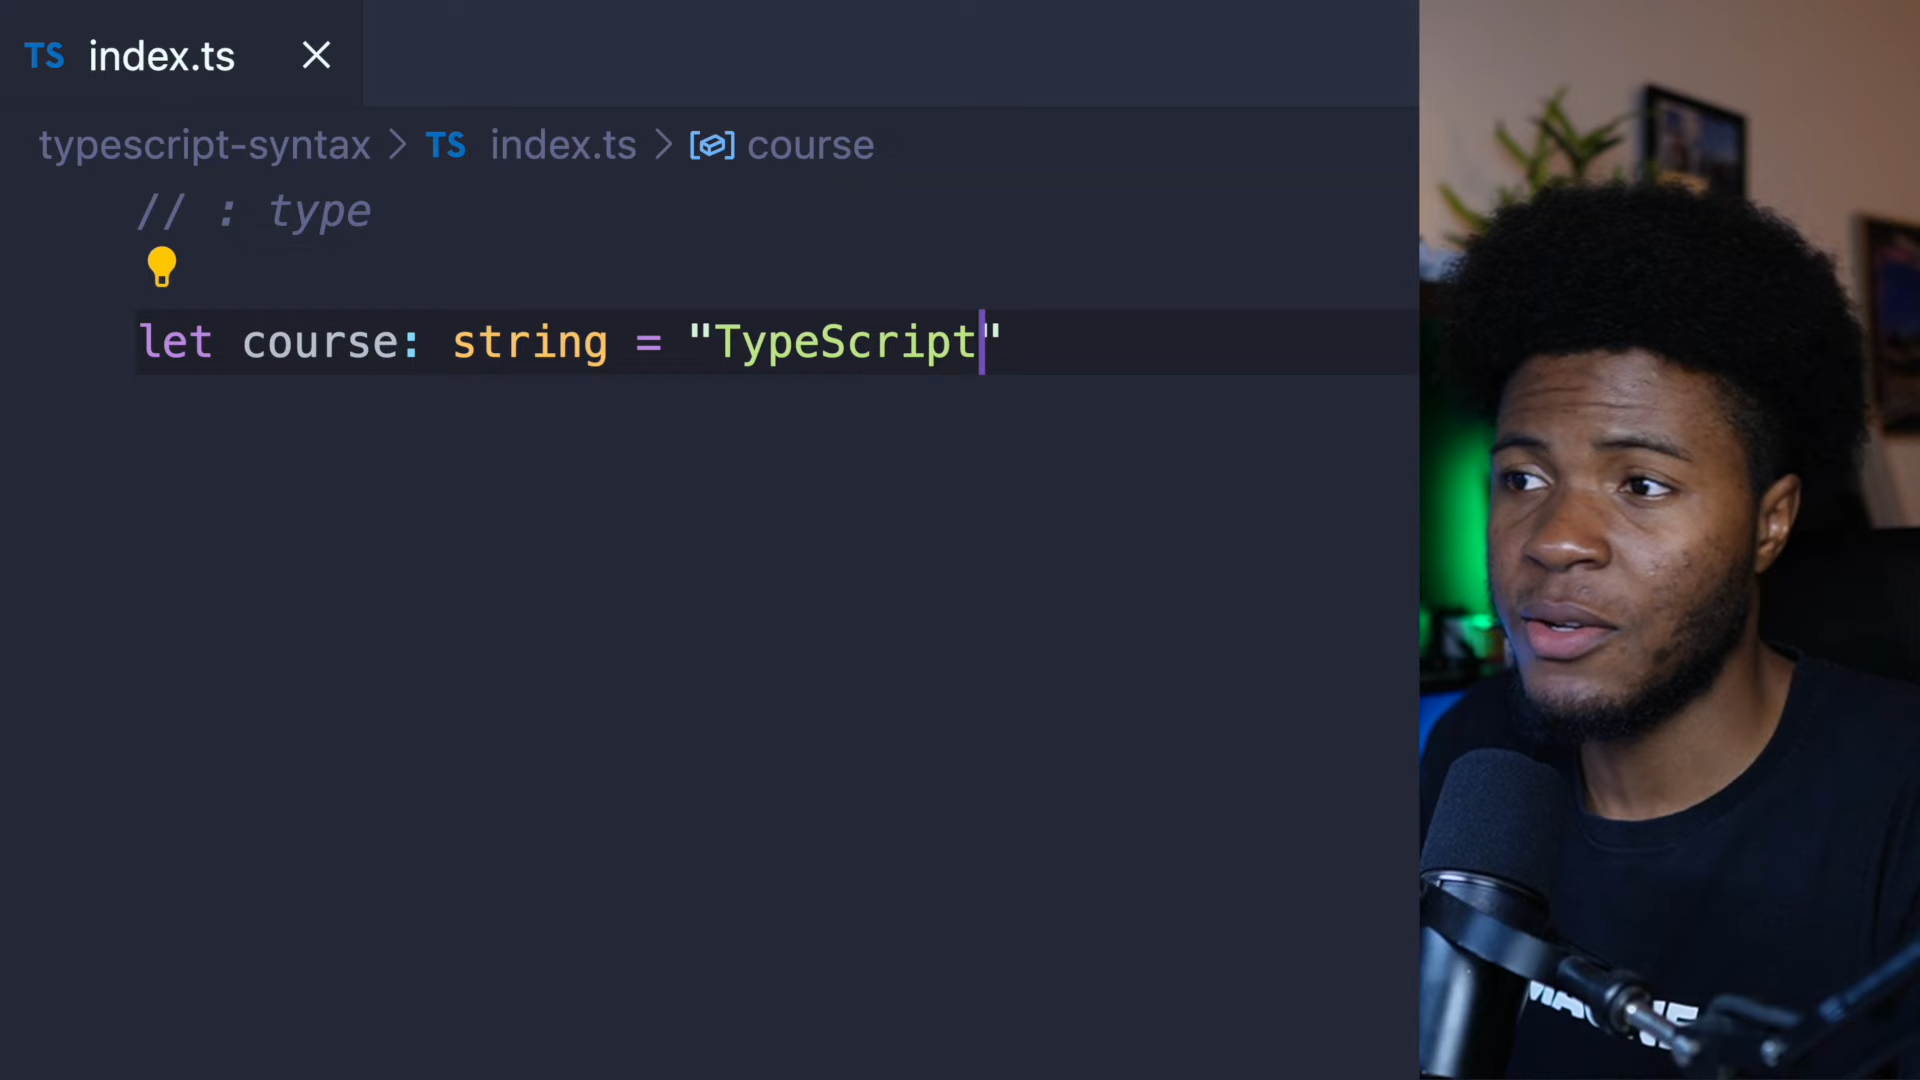 TS index.ts
typescript-syntax > TS index.ts > course
// : type
let course: string = "TypeScript"